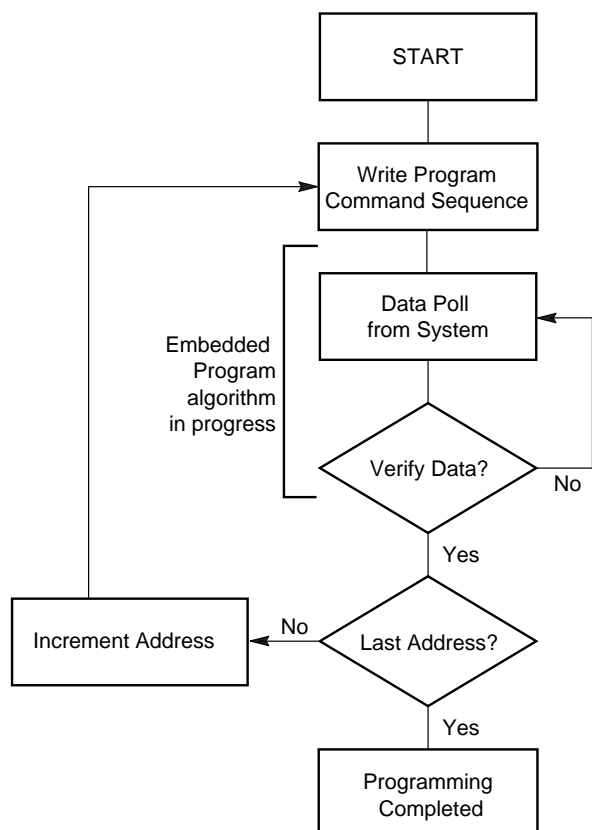 START
Write Program
Command Sequence
Data Poll
from System
Embedded
Program
algorithm
in progress
Verify Data?
No
Yes
Increment Address
No
Last Address?
Yes
Programming
Completed